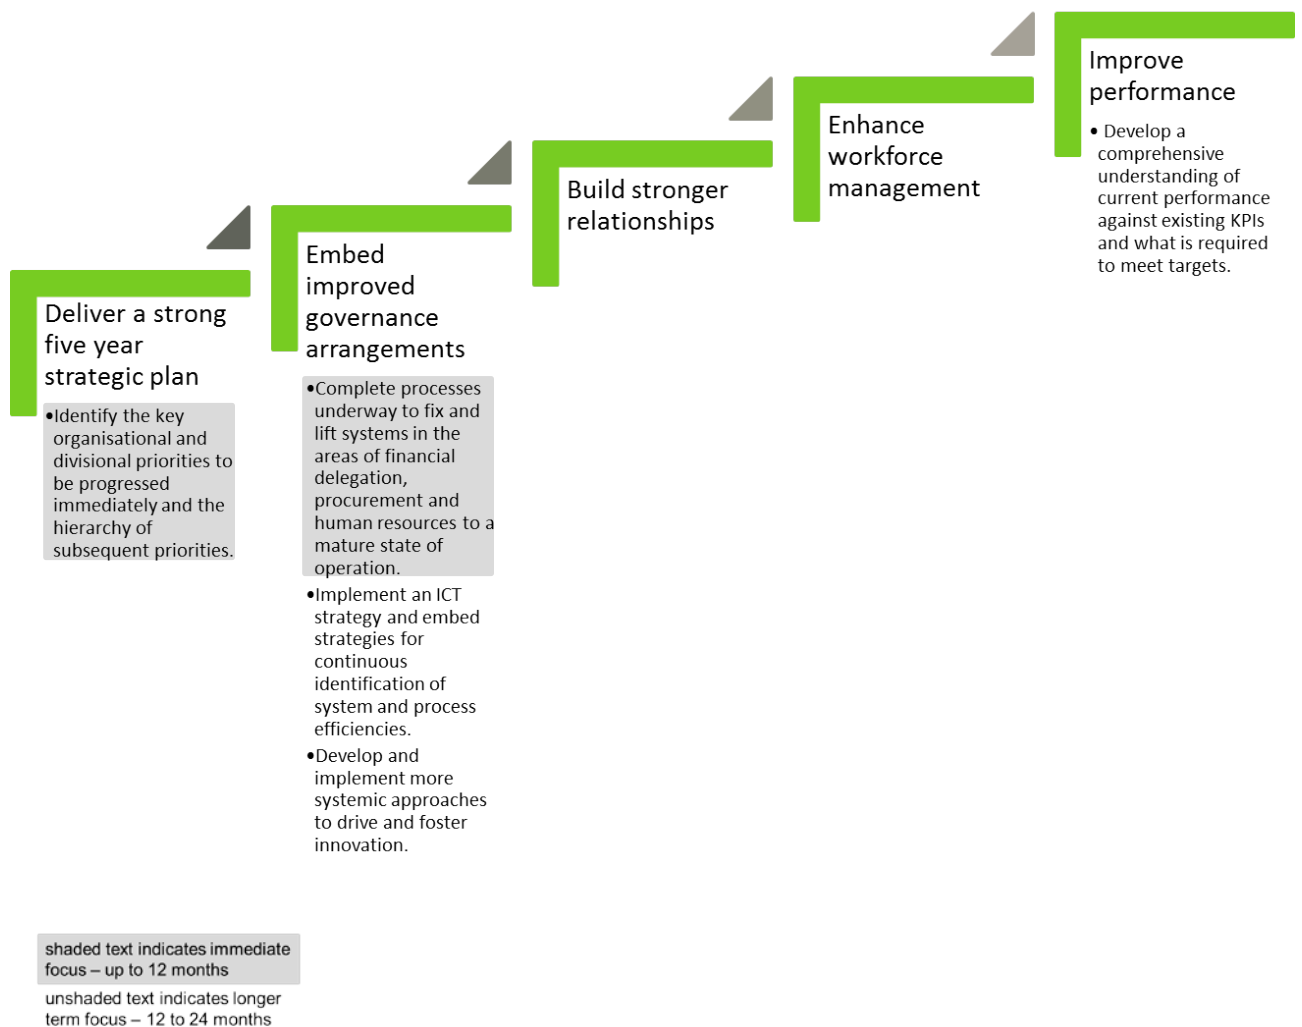 Deliver a strong
five year
strategic plan
•Identify the key
organisational and
divisional priorities to
be progressed
immediately and the
hierarchy of
subsequent priorities.
Embed
improved
governance
arrangements
•Complete processes
underway to fix and
lift systems in the
areas of financial
delegation,
procurement and
human resources to a
mature state of
operation.
•Implement an ICT
strategy and embed
strategies for
continuous
identification of
system and process
efficiencies.
•Develop and
implement more
systemic approaches
to drive and foster
innovation.
Build stronger
relationships
Enhance
workforce
management
Improve
performance
• Develop a
comprehensive
understanding of
current performance
against existing KPIs
and what is required
to meet targets.
shaded text indicates immediate
focus – up to 12 months
unshaded text indicates longer
term focus – 12 to 24 months